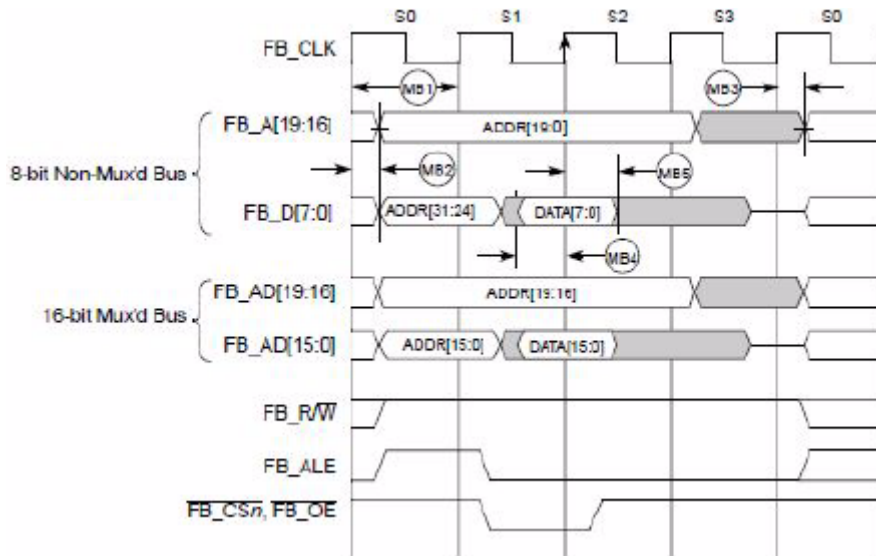 S0 S1 S2 S3 S0
FB_CLK
MB1 MB3
FB_A[19:16] ADDR[19:0]
8-bit Non-Mux'd Bus
MB2 MB5
FB_D[7:0] ADDR[31:24] DATA[7:0]
MB4
FB_AD[19:16] ADDR[19:16]
16-bit Mux'd Bus
FB_AD[15:0] ADDR[15:0] DATA[15:0]
FB_R/W
FB_ALE
FB_CSn, FB_OE